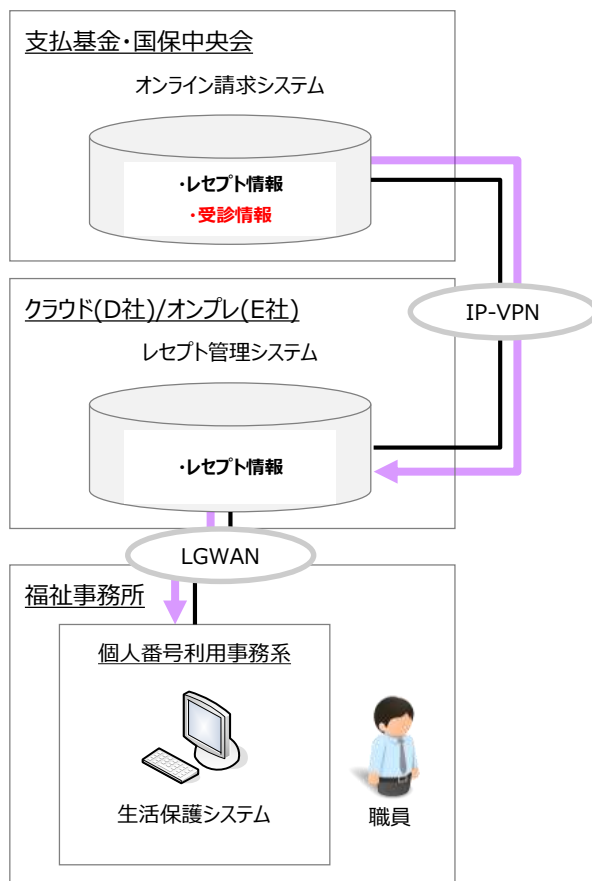 支払基金・国保中央会
オンライン請求システム
・レセプト情報
・受診情報
クラウド(D社)/オンプレ(E社)
IP-VPN
レセプト管理システム
・レセプト情報
LGWAN
福祉事務所
個人番号利用事務系
生活保護システム
職員